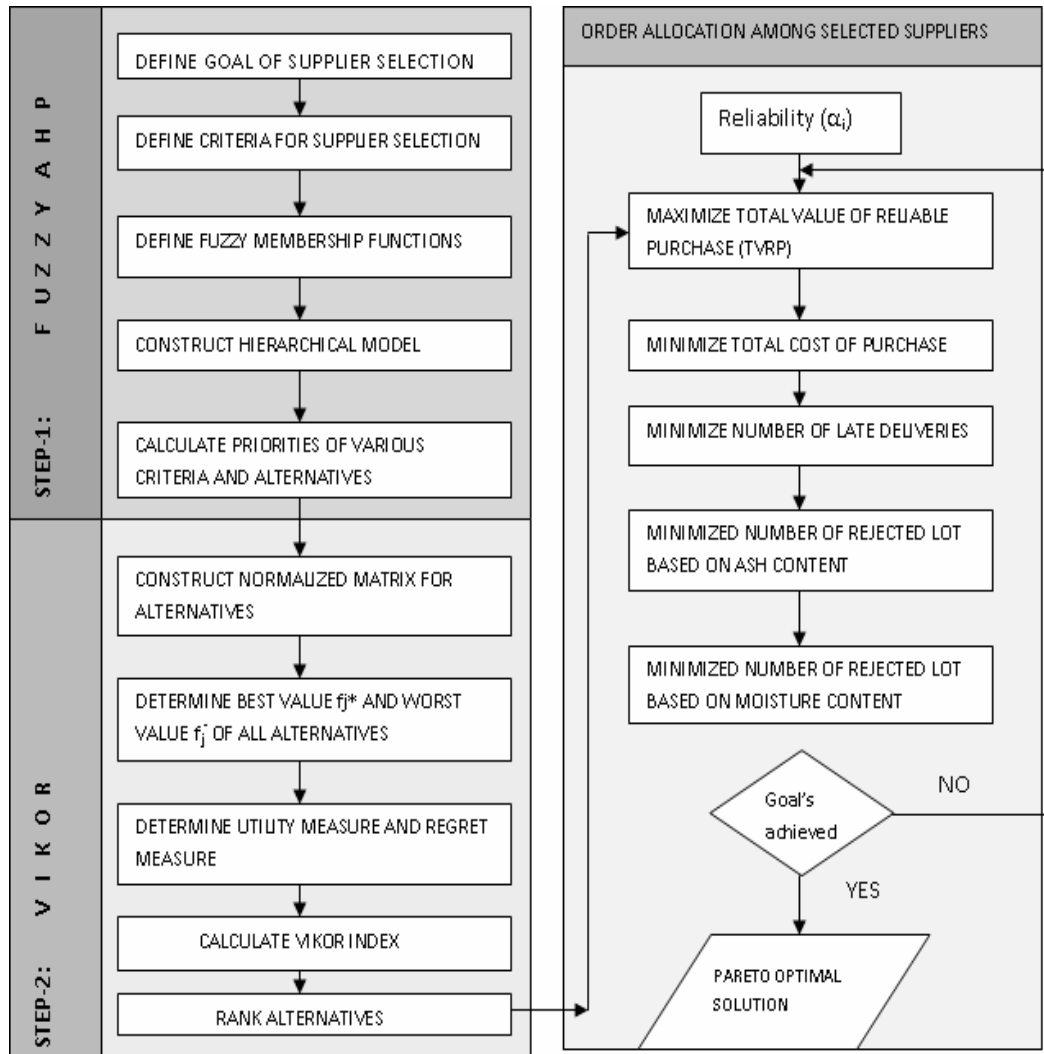 STEP-1: FUZZY AHP
DEFINE GOAL OF SUPPLIER SELECTION
DEFINE CRITERIA FOR SUPPLIER SELECTION
DEFINE FUZZY MEMBERSHIP FUNCTIONS
CONSTRUCT HIERARCHICAL MODEL
CALCULATE PRIORITIES OF VARIOUS
CRITERIA AND ALTERNATIVES
STEP-2: VIKOR
CONSTRUCT NORMALIZED MATRIX FOR
ALTERNATIVES
DETERMINE BEST VALUE fj* AND WORST
VALUE fj- OF ALL ALTERNATIVES
DETERMINE UTILITY MEASURE AND REGRET
MEASURE
CALCULATE VIKOR INDEX
RANK ALTERNATIVES
ORDER ALLOCATION AMONG SELECTED SUPPLIERS
Reliability (αi)
MAXIMIZE TOTAL VALUE OF RELIABLE
PURCHASE (TVRP)
MINIMIZE TOTAL COST OF PURCHASE
MINIMIZE NUMBER OF LATE DELIVERIES
MINIMIZED NUMBER OF REJECTED LOT
BASED ON ASH CONTENT
MINIMIZED NUMBER OF REJECTED LOT
BASED ON MOISTURE CONTENT
Goal's
achieved
NO
YES
PARETO OPTIMAL
SOLUTION